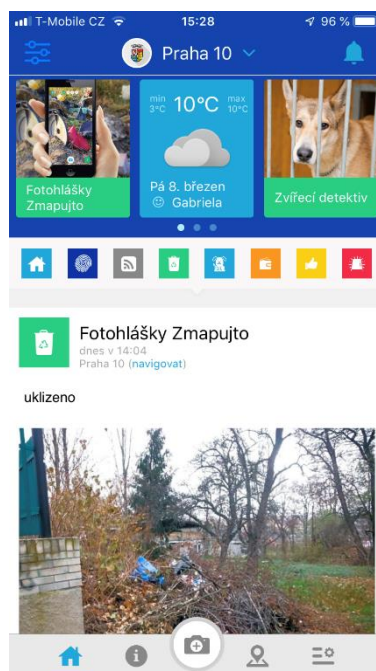 T-Mobile CZ 15:28 96 %
Praha 10
min 10°C max
3°C 10°C
Fotohlášky
Zmapujto
Pá 8. březen
Gabriela
Zvířecí detektiv
Fotohlášky Zmapujto
dnes v 14:04
Praha 10 (navigovat)
uklizeno